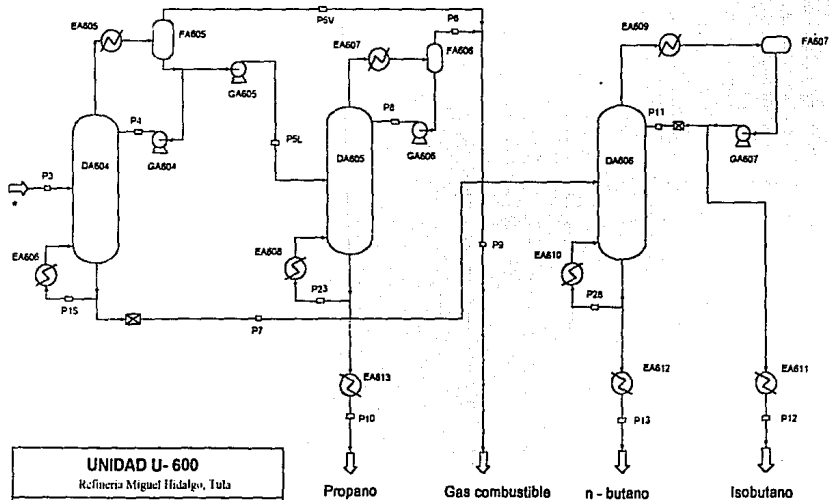 P5V
P6
EA605
FA605
EA607
FA606
EA609
FA607
GA605
P4
P8
P11
GA604
GA606
GA607
P5L
DA604
DA605
DA606
P3
*
EA606
EA608
P9
EA610
P15
P23
P26
P7
EA613
EA612
EA611
P10
P13
P12
UNIDAD U- 600
Refinería Miguel Hidalgo, Tula
Propano
Gas combustible
n - butano
Isobutano